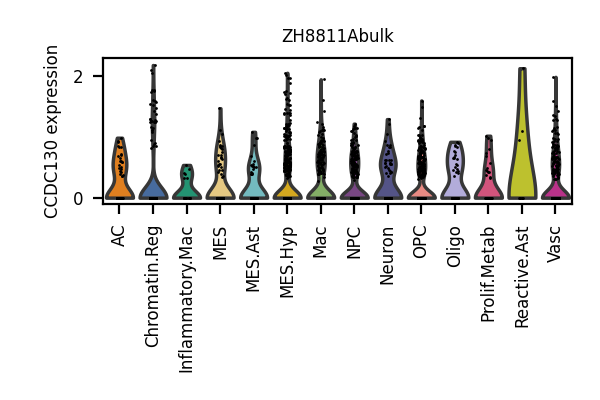 ZH8811Abulk
CCDC130 expression
2
0
AC
Chromatin.Reg
Inflammatory.Mac
MES
MES.Ast
MES.Hyp
Mac
NPC
Neuron
OPC
Oligo
Prolif.Metab
Reactive.Ast
Vasc